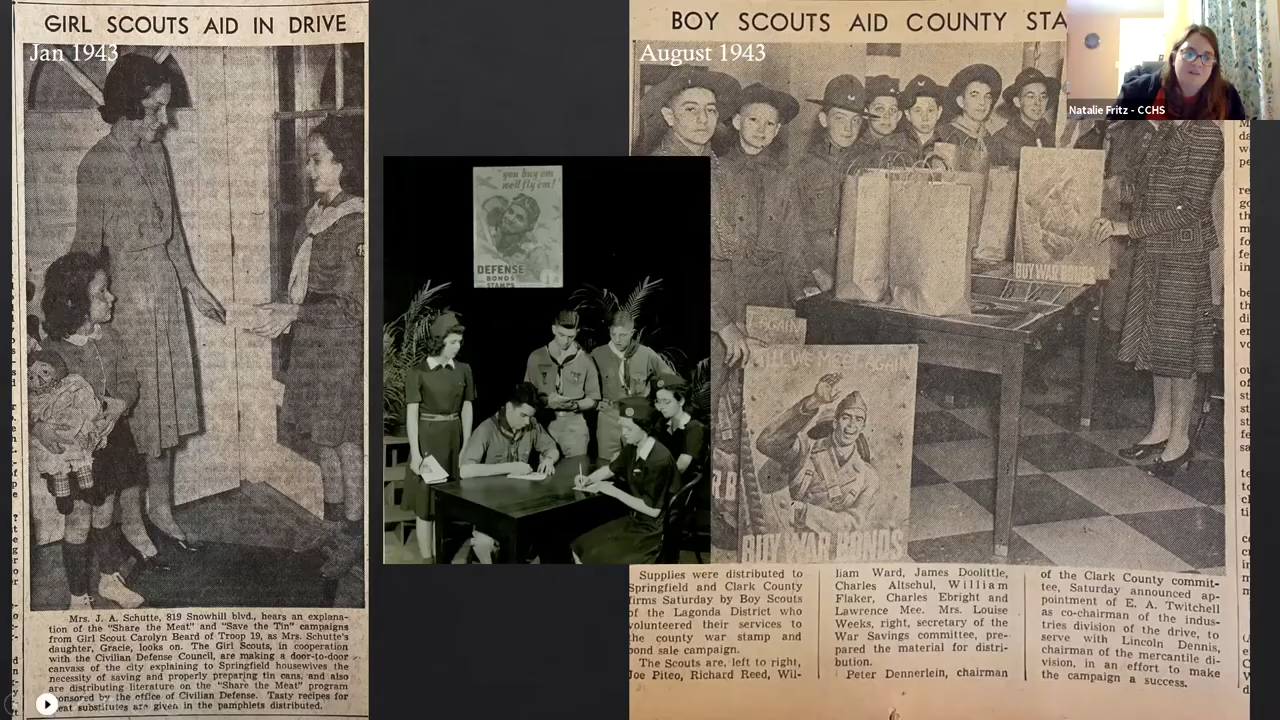 GIRL SCOUTS AID IN DRIVE
Jan 1943
Mrs. J. A. Schutte, 819 Snowhill blvd., hears an explana-
tion of the "Share the Meat" and "Save the Tin" campaigns
from Girl Scout Carolyn Beard of Troop 19, as Mrs. Schutte's
daughter, Gracie, looks on. The Girl Scouts, in cooperation
with the Civilian Defense Council, are making a door-to-door
canvass of the city explaining to Springfield housewives the
necessity of saving and properly preparing tin cans, and also
are distributing literature on the "Share the Meat" program
sponsored by the office of Civilian Defense. Tasty recipes for
meat substitutes are given in the pamphlets distributed.
"you buy 'em
we'll fly 'em!"
DEFENSE
BONDS
STAMPS
BOY SCOUTS AID COUNTY STA
August 1943
BUY WAR BONDS
AGAIN
TILL WE MEET AGAIN
BUY WAR BONDS
Supplies were distributed to
Springfield and Clark County
firms Saturday by Boy Scouts
of the Lagonda District who
volunteered their services to
the county war stamp and
bond sale campaign.
The Scouts are, left to right,
Joe Piteo, Richard Reed, Wil-
liam Ward, James Doolittle,
Charles Altschul, William
Flaker, Charles Ebright and
Lawrence Mee. Mrs. Louise
Weeks, right, secretary of the
War Savings committee, pre-
pared the material for distri-
bution.
Peter Dennerlein, chairman
of the Clark County commit-
tee, Saturday announced ap-
pointment of E. A. Twitchell
as co-chairman of the indus-
tries division of the drive, to
serve with Lincoln Dennis,
chairman of the mercantile di-
vision, in an effort to make
the campaign a success.
Natalie Fritz - CCHS